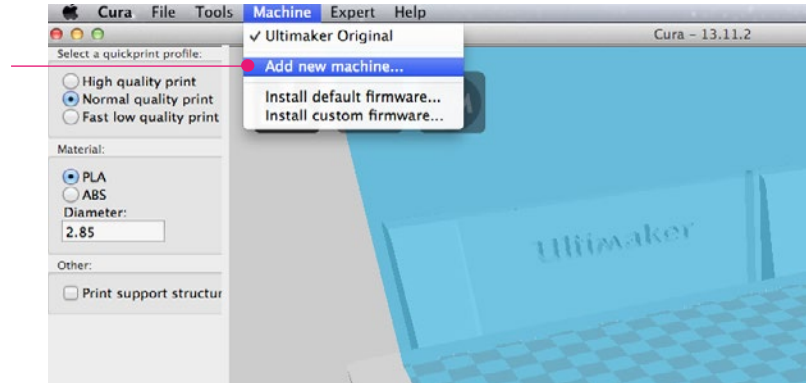 Cura File Tools Machine Expert Help
Cura – 13.11.2
✓ Ultimaker Original
Add new machine...
Install default firmware...
Install custom firmware...
Select a quickprint profile:
High quality print
Normal quality print
Fast low quality print
Material:
PLA
ABS
Diameter:
2.85
Other:
Print support structur
Ultimaker